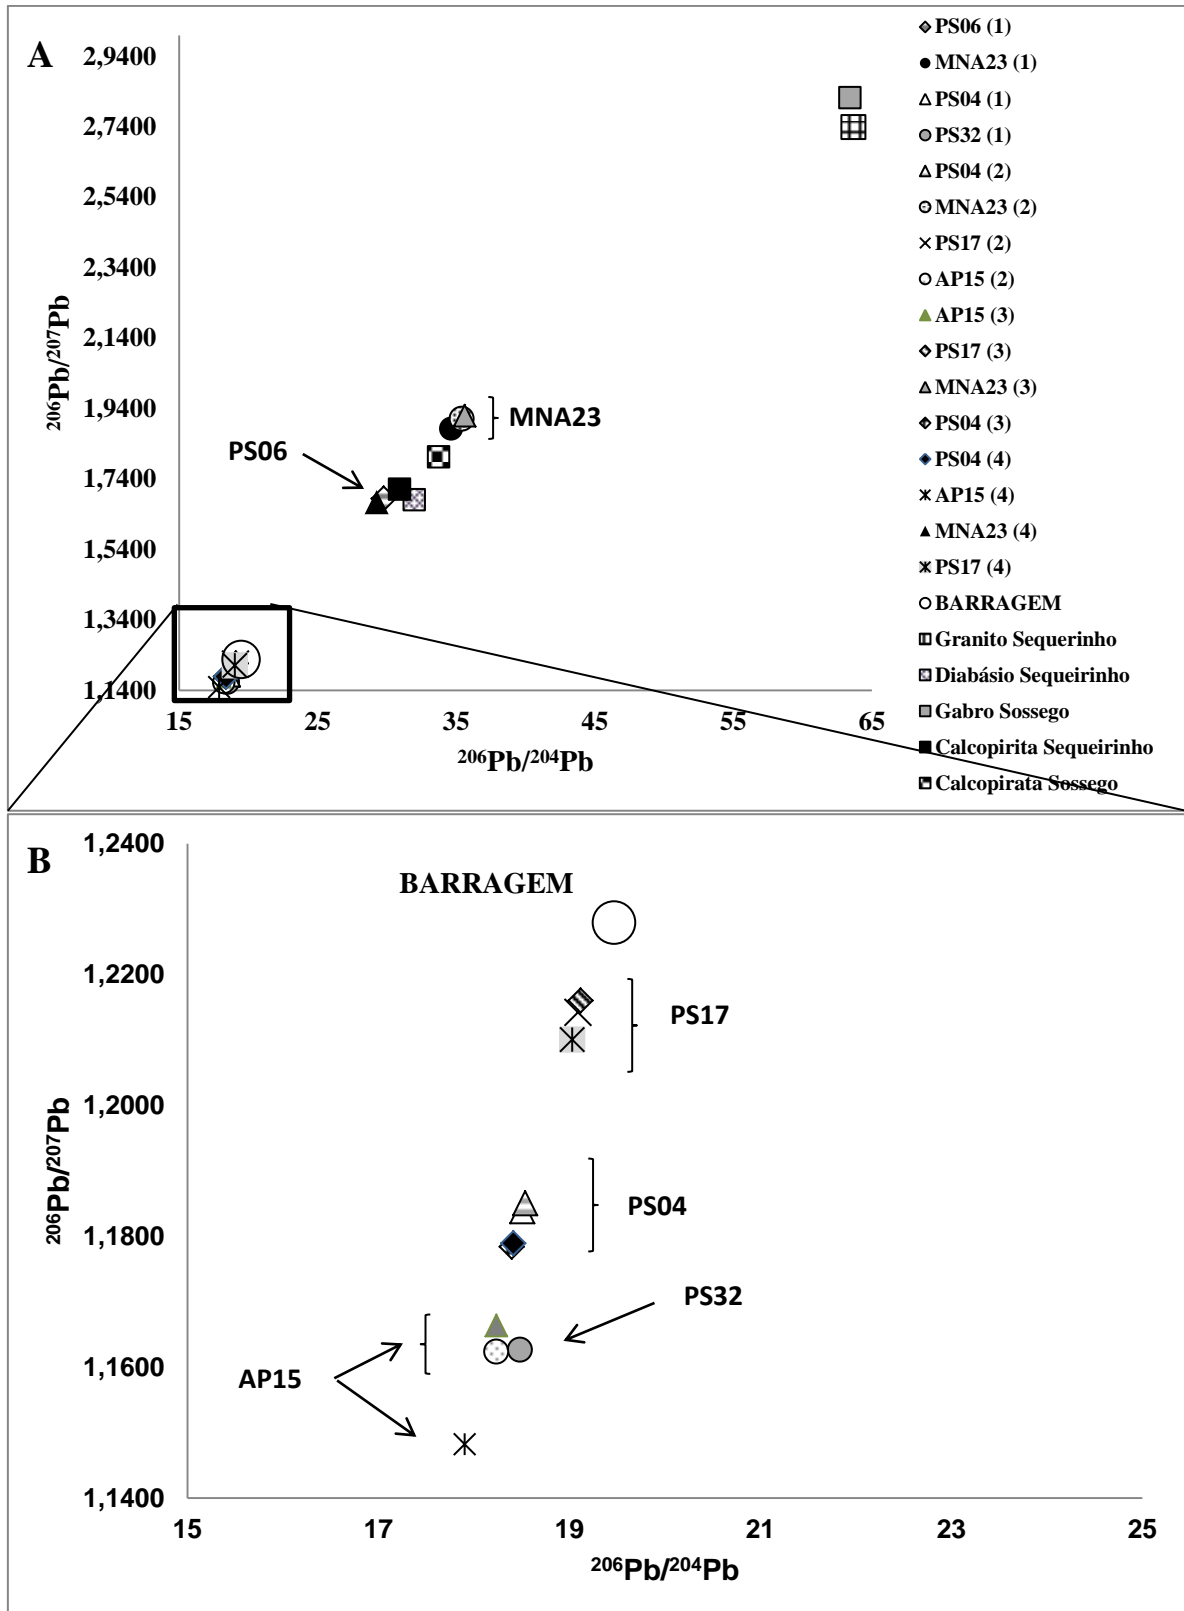 A
2,9400
2,7400
2,5400
2,3400
2,1400
1,9400
1,7400
1,5400
1,3400
1,1400
206Pb/207Pb
15 25 35 45 55 65
206Pb/204Pb
PS06
MNA23
PS06 (1)
MNA23 (1)
PS04 (1)
PS32 (1)
PS04 (2)
MNA23 (2)
PS17 (2)
AP15 (2)
AP15 (3)
PS17 (3)
MNA23 (3)
PS04 (3)
PS04 (4)
AP15 (4)
MNA23 (4)
PS17 (4)
BARRAGEM
Granito Sequerinho
Diabásio Sequeirinho
Gabro Sossego
Calcopirita Sequeirinho
Calcopirata Sossego
B
1,2400
1,2200
1,2000
1,1800
1,1600
1,1400
206Pb/207Pb
BARRAGEM
PS17
PS04
PS32
AP15
15 17 19 21 23 25
206Pb/204Pb